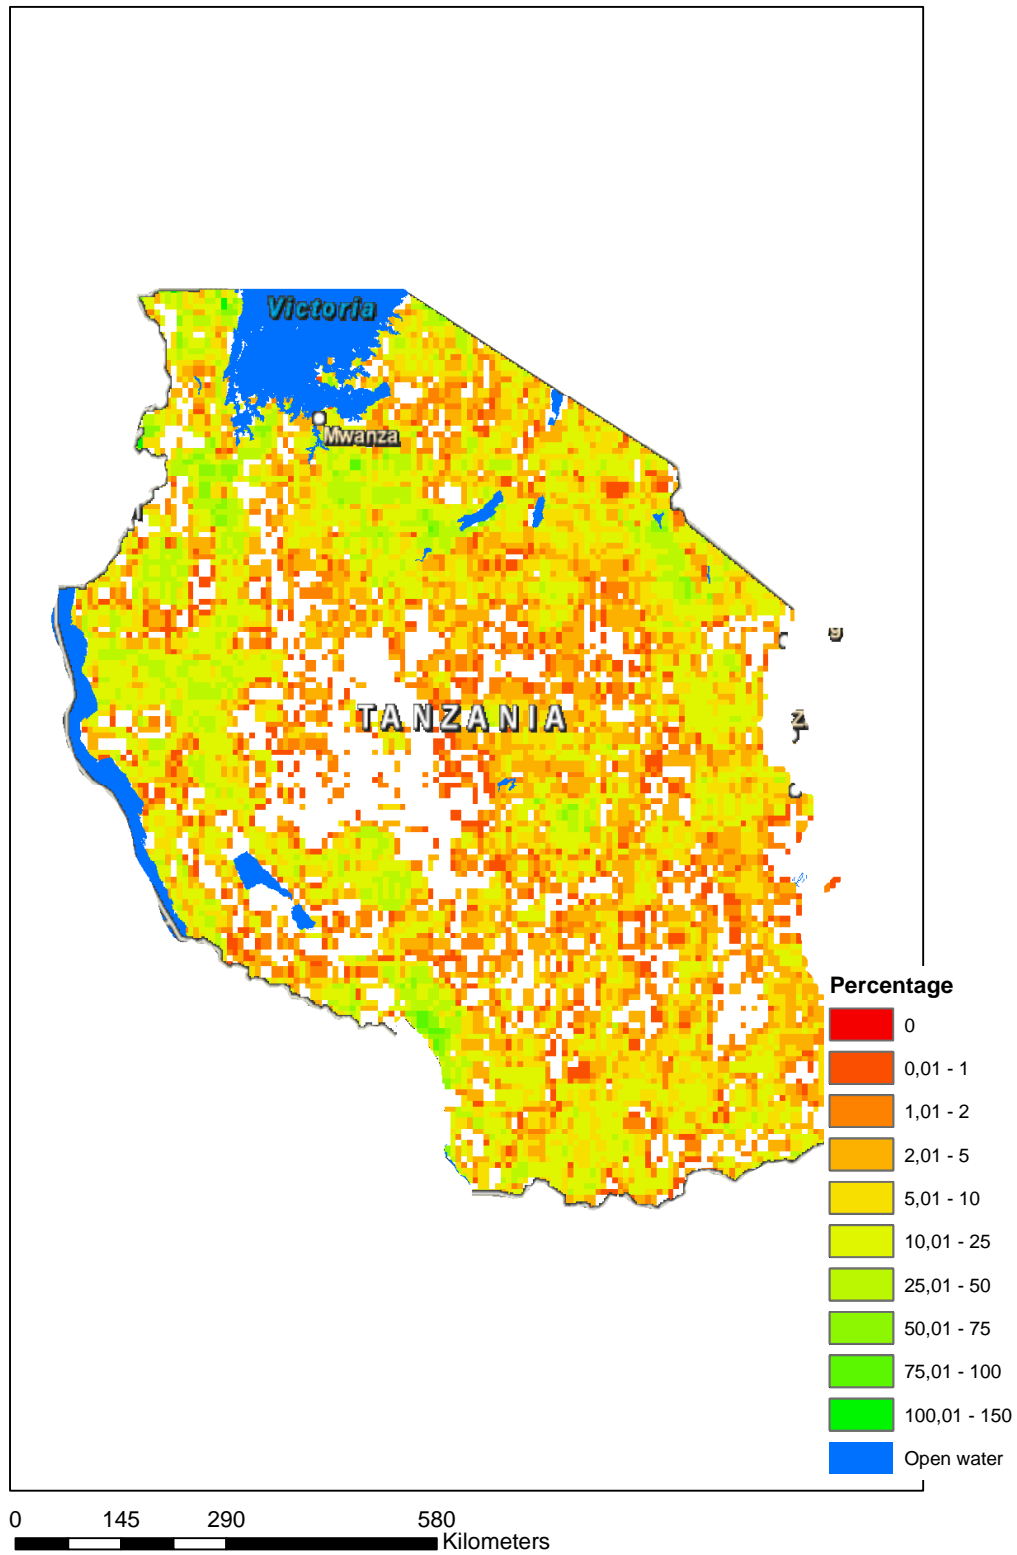 Victoria
Mwanza
g
TANZANIA
Z
Percentage
0
0,01 - 1
1,01 - 2
2,01 - 5
5,01 - 10
10,01 - 25
25,01 - 50
50,01 - 75
75,01 - 100
100,01 - 150
Open water
0 145 290 580
Kilometers